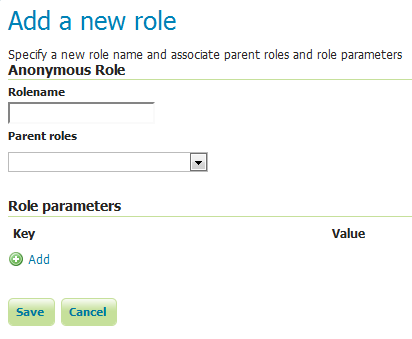 Add a new role
Specify a new role name and associate parent roles and role parameters
Anonymous Role
Rolename
Parent roles
Role parameters
Key Value
Add
Save Cancel